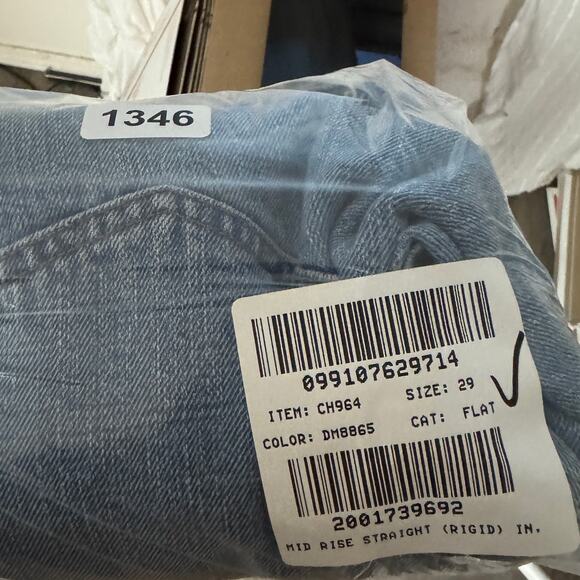 1346
099107629714
ITEM: CH964 SIZE: 29
COLOR: DM8865 CAT: FLAT
2001739692
MID RISE STRAIGHT (RIGID) IN.